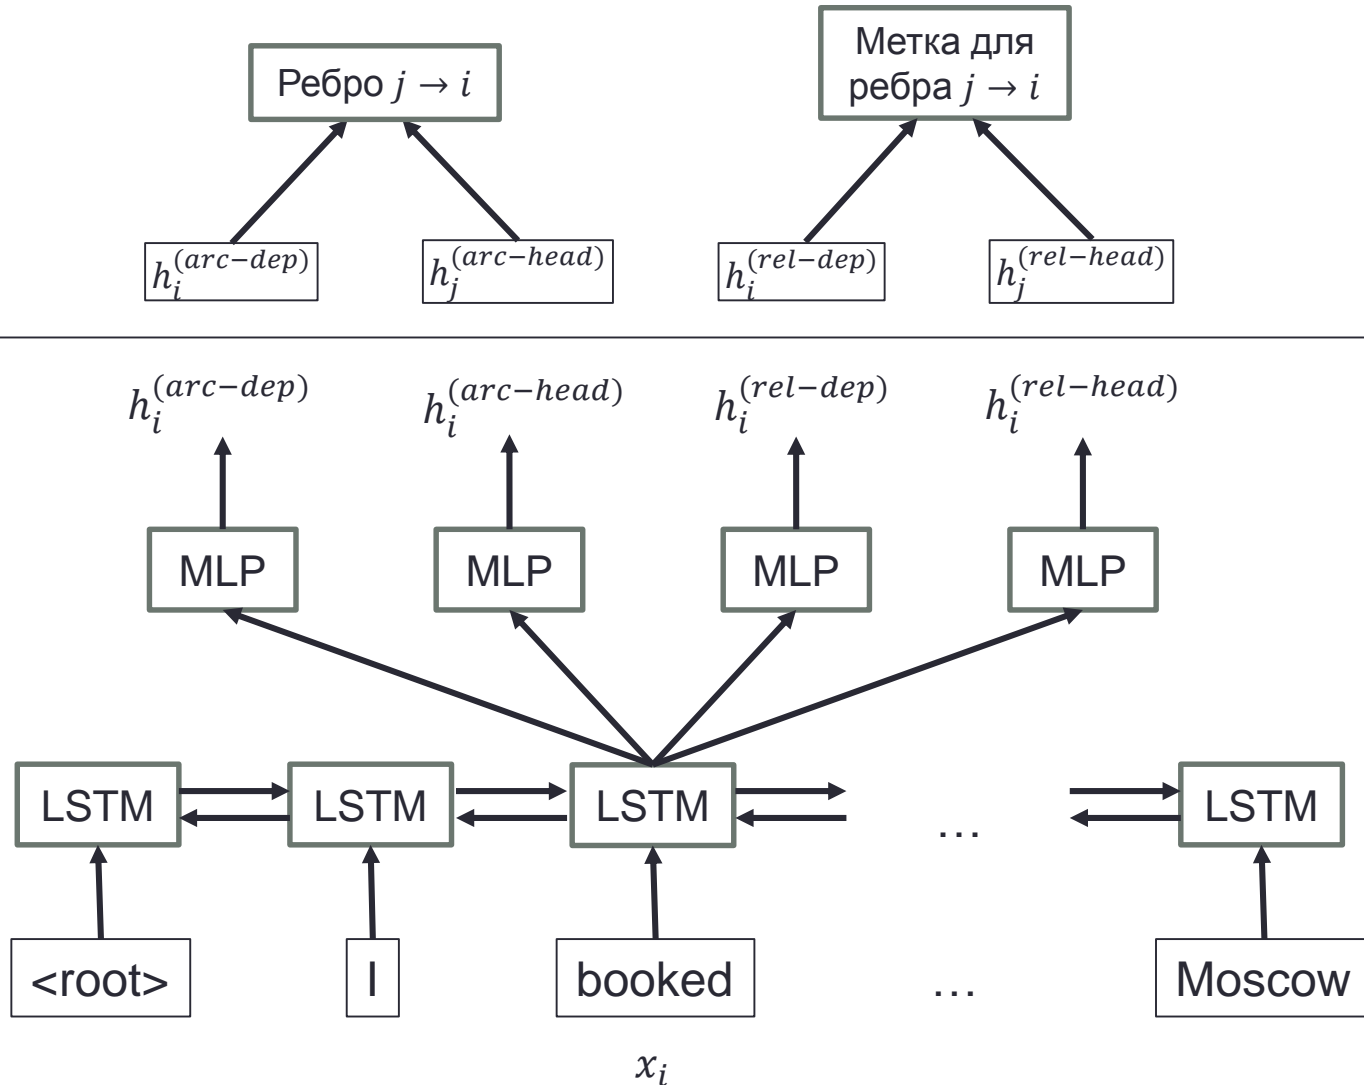 Ребро j → i
Метка для
ребра j → i
h_i^(arc−dep)
h_j^(arc−head)
h_i^(rel−dep)
h_j^(rel−head)
h_i^(arc−dep)
h_i^(arc−head)
h_i^(rel−dep)
h_i^(rel−head)
MLP
MLP
MLP
MLP
LSTM
LSTM
LSTM
…
LSTM
<root>
I
booked
…
Moscow
x_i